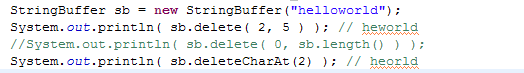 StringBuffer sb = new StringBuffer("helloworld");
System.out.println( sb.delete( 2, 5 ) ); // heworld
//System.out.println( sb.delete( 0, sb.length() ) );
System.out.println( sb.deleteCharAt(2) ); // heorld